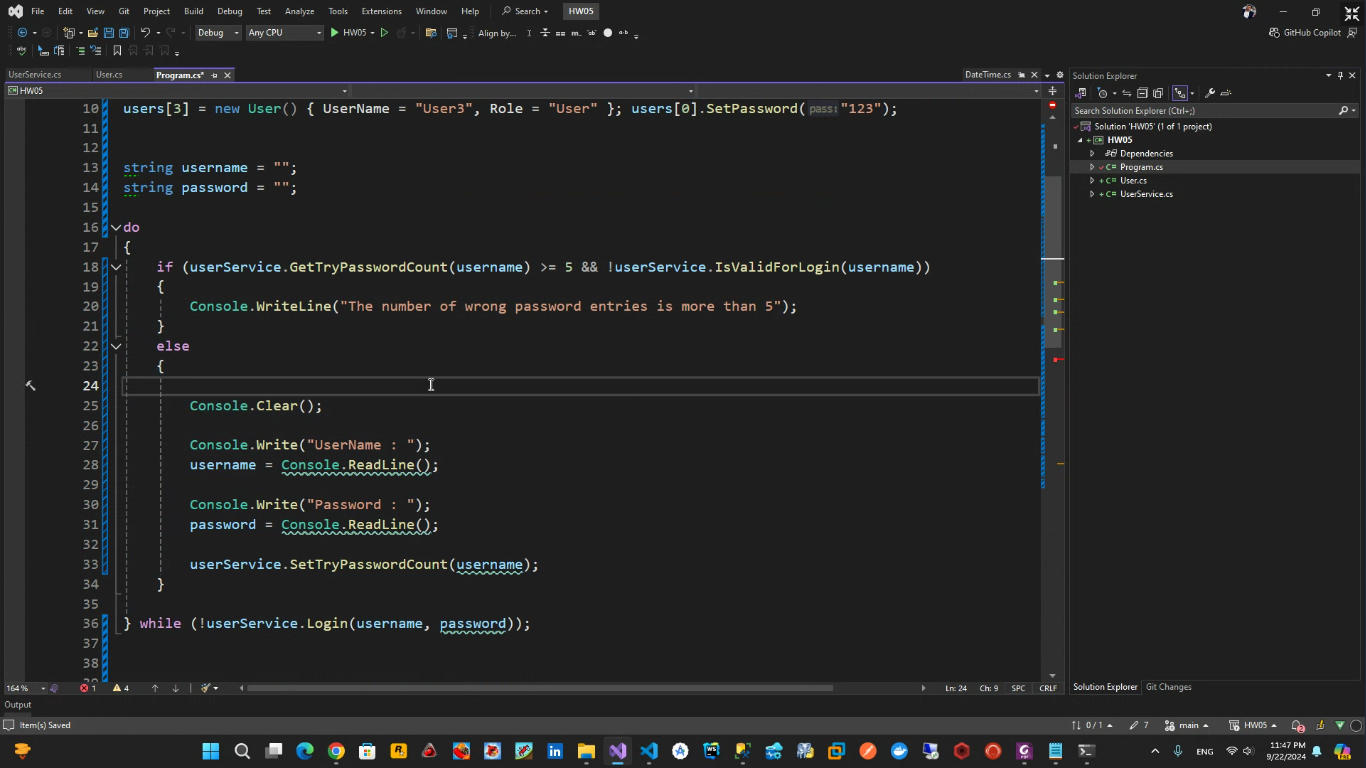 File Edit View Git Project Build Debug Test Analyze Tools Extensions Window Help Search HW05
Debug Any CPU HW05 Align by... GitHub Copilot
UserService.cs User.cs Program.cs* DateTime.cs
HW05
10 users[3] = new User() { UserName = "User3", Role = "User" }; users[0].SetPassword(pass: "123");
11
12
13 string username = "";
14 string password = "";
15
16 do
17 {
18 if (userService.GetTryPasswordCount(username) >= 5 && !userService.IsValidForLogin(username))
19 {
20 Console.WriteLine("The number of wrong password entries is more than 5");
21 }
22 else
23 {
24
25 Console.Clear();
26
27 Console.Write("UserName : ");
28 username = Console.ReadLine();
29
30 Console.Write("Password : ");
31 password = Console.ReadLine();
32
33 userService.SetTryPasswordCount(username);
34 }
35
36 } while (!userService.Login(username, password));
37
38
164 % 1 4 Ln: 24 Ch: 9 SPC CRLF
Solution Explorer
Search Solution Explorer (Ctrl+;)
Solution 'HW05' (1 of 1 project)
HW05
Dependencies
Program.cs
User.cs
UserService.cs
Solution Explorer Git Changes
Output
Item(s) Saved 0 / 1 7 main HW05 2
ENG 11:47 PM
9/22/2024